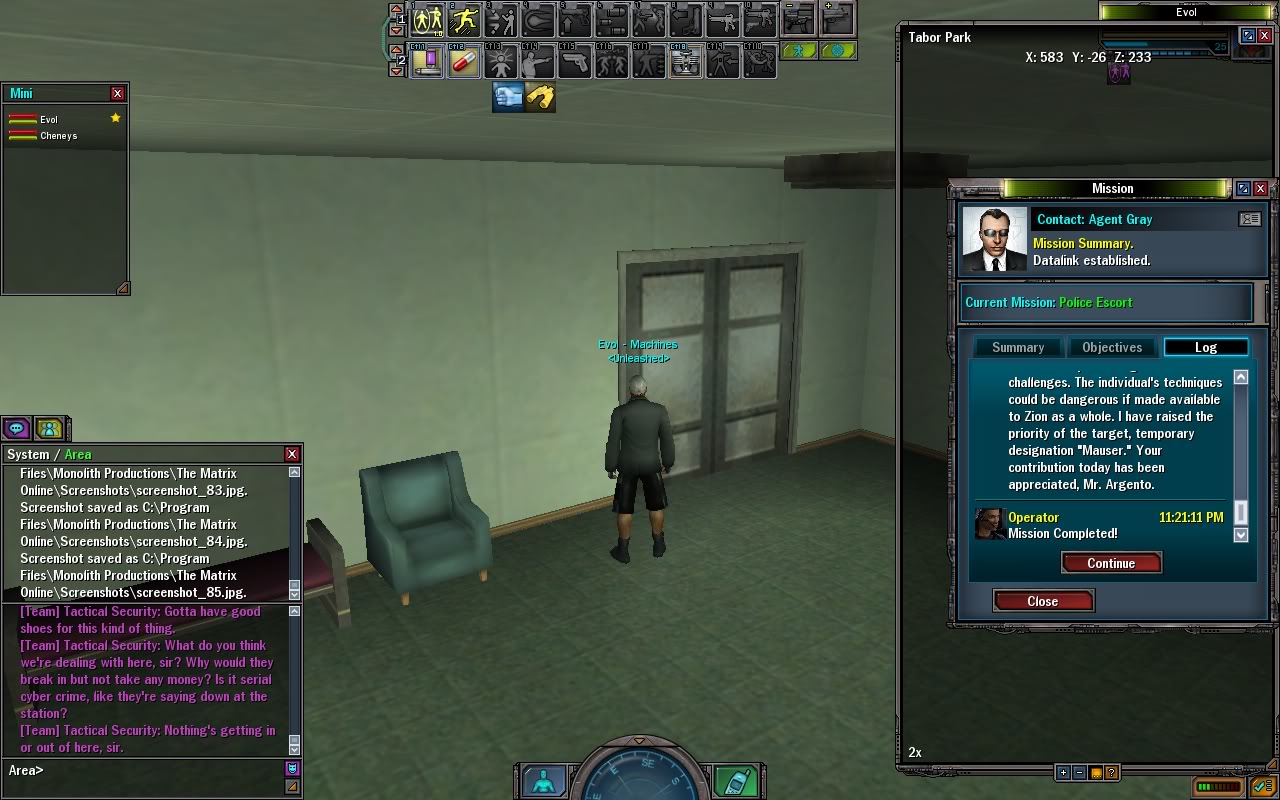 Evol
Tabor Park
X: 583 Y: -26 Z: 233
25
1
2
1.0
Ctrl
Mini
Evol
Cheneys
Mission
Contact: Agent Gray
Mission Summary.
Datalink established.
Current Mission: Police Escort
Summary
Objectives
Log
challenges. The individual's techniques
could be dangerous if made available
to Zion as a whole. I have raised the
priority of the target, temporary
designation "Mauser." Your
contribution today has been
appreciated, Mr. Argento.
Operator 11:21:11 PM
Mission Completed!
Continue
Close
Evol - Machines
<Unleashed>
System / Area
Files\Monolith Productions\The Matrix
Online\Screenshots\screenshot_83.jpg.
Screenshot saved as C:\Program
Files\Monolith Productions\The Matrix
Online\Screenshots\screenshot_84.jpg.
Screenshot saved as C:\Program
Files\Monolith Productions\The Matrix
Online\Screenshots\screenshot_85.jpg.
[Team] Tactical Security: Gotta have good
shoes for this kind of thing.
[Team] Tactical Security: What do you think
we're dealing with here, sir? Why would they
break in but not take any money? Is it serial
cyber crime, like they're saying down at the
station?
[Team] Tactical Security: Nothing's getting in
or out of here, sir.
Area>
E
SE
S
2x